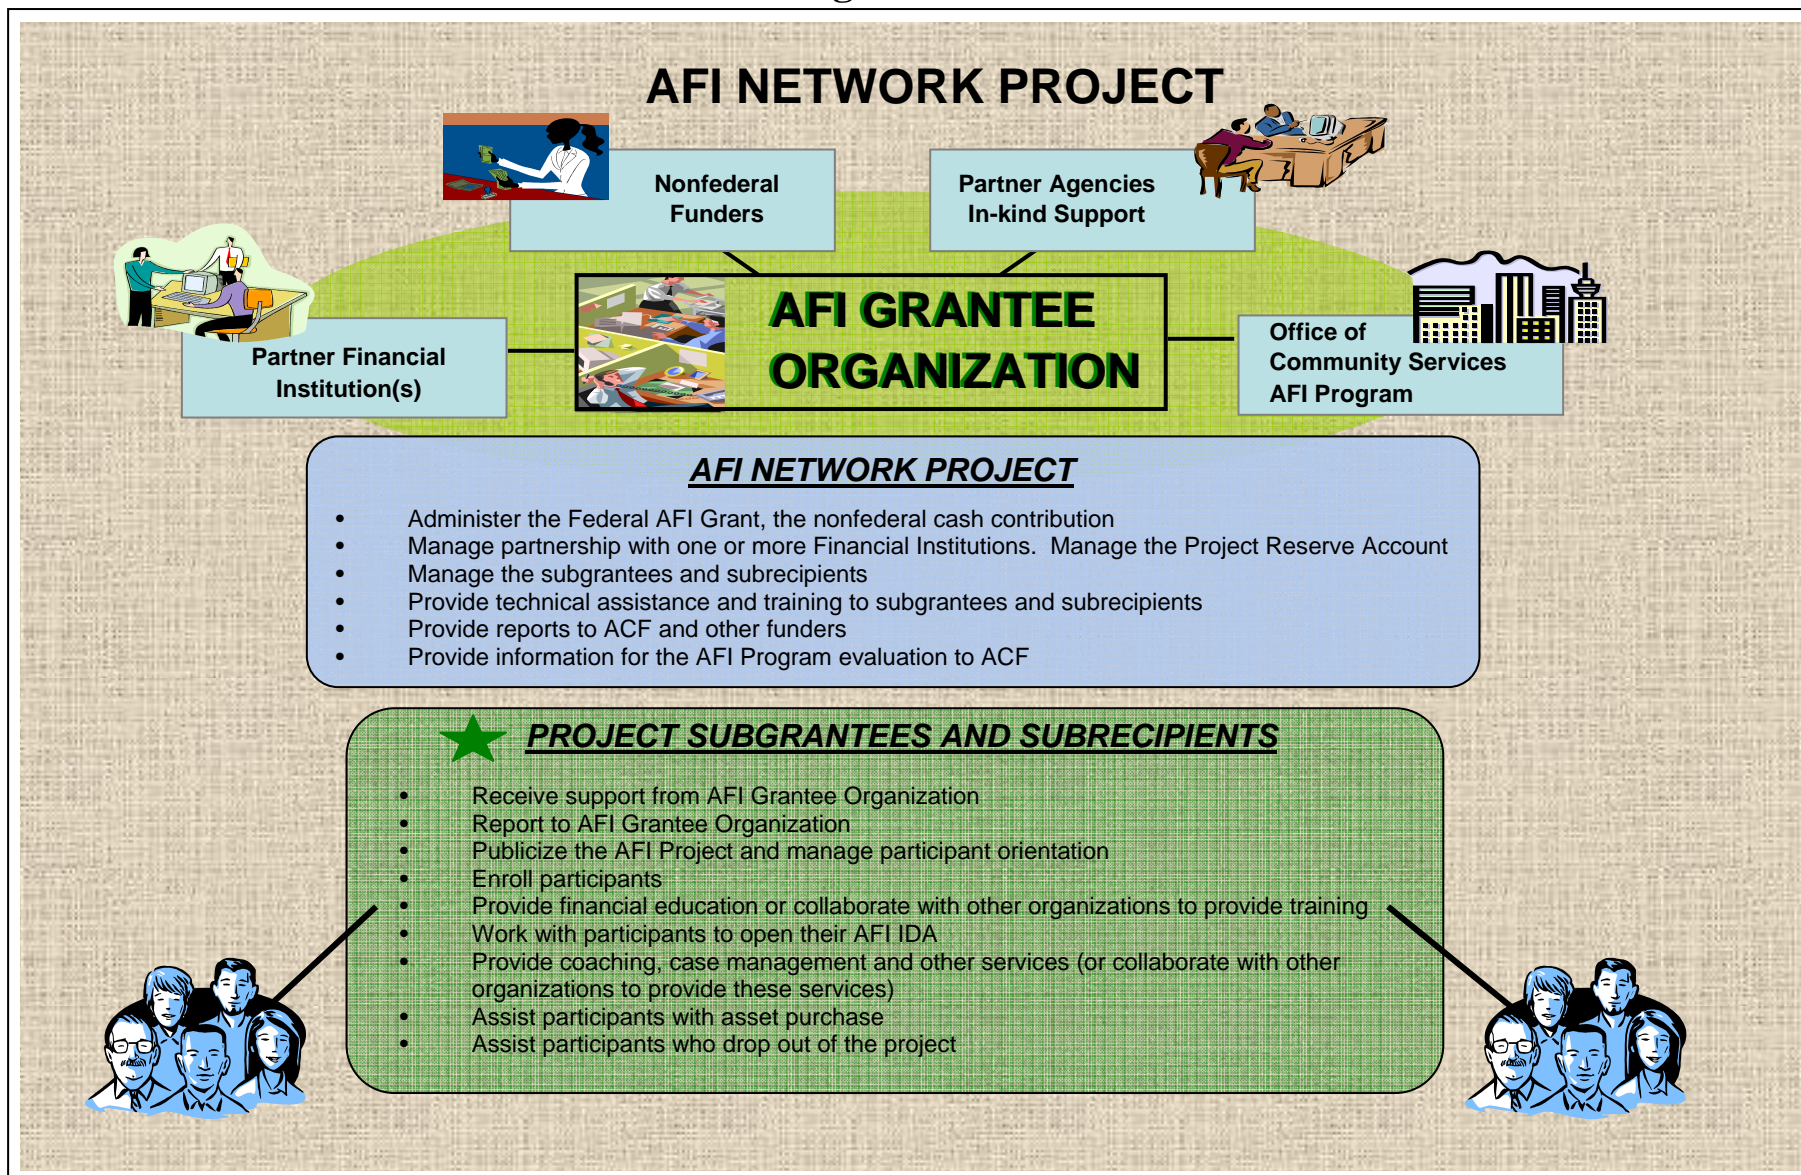 AFI NETWORK PROJECT
Nonfederal
Funders
Partner Agencies
In-kind Support
Partner Financial
Institution(s)
AFI GRANTEE
ORGANIZATION
Office of
Community Services
AFI Program
AFI NETWORK PROJECT
• Administer the Federal AFI Grant, the nonfederal cash contribution
• Manage partnership with one or more Financial Institutions.  Manage the Project Reserve Account
• Manage the subgrantees and subrecipients
• Provide technical assistance and training to subgrantees and subrecipients
• Provide reports to ACF and other funders
• Provide information for the AFI Program evaluation to ACF
PROJECT SUBGRANTEES AND SUBRECIPIENTS
• Receive support from AFI Grantee Organization
• Report to AFI Grantee Organization
• Publicize the AFI Project and manage participant orientation
• Enroll participants
• Provide financial education or collaborate with other organizations to provide training
• Work with participants to open their AFI IDA
• Provide coaching, case management and other services (or collaborate with other
organizations to provide these services)
• Assist participants with asset purchase
• Assist participants who drop out of the project